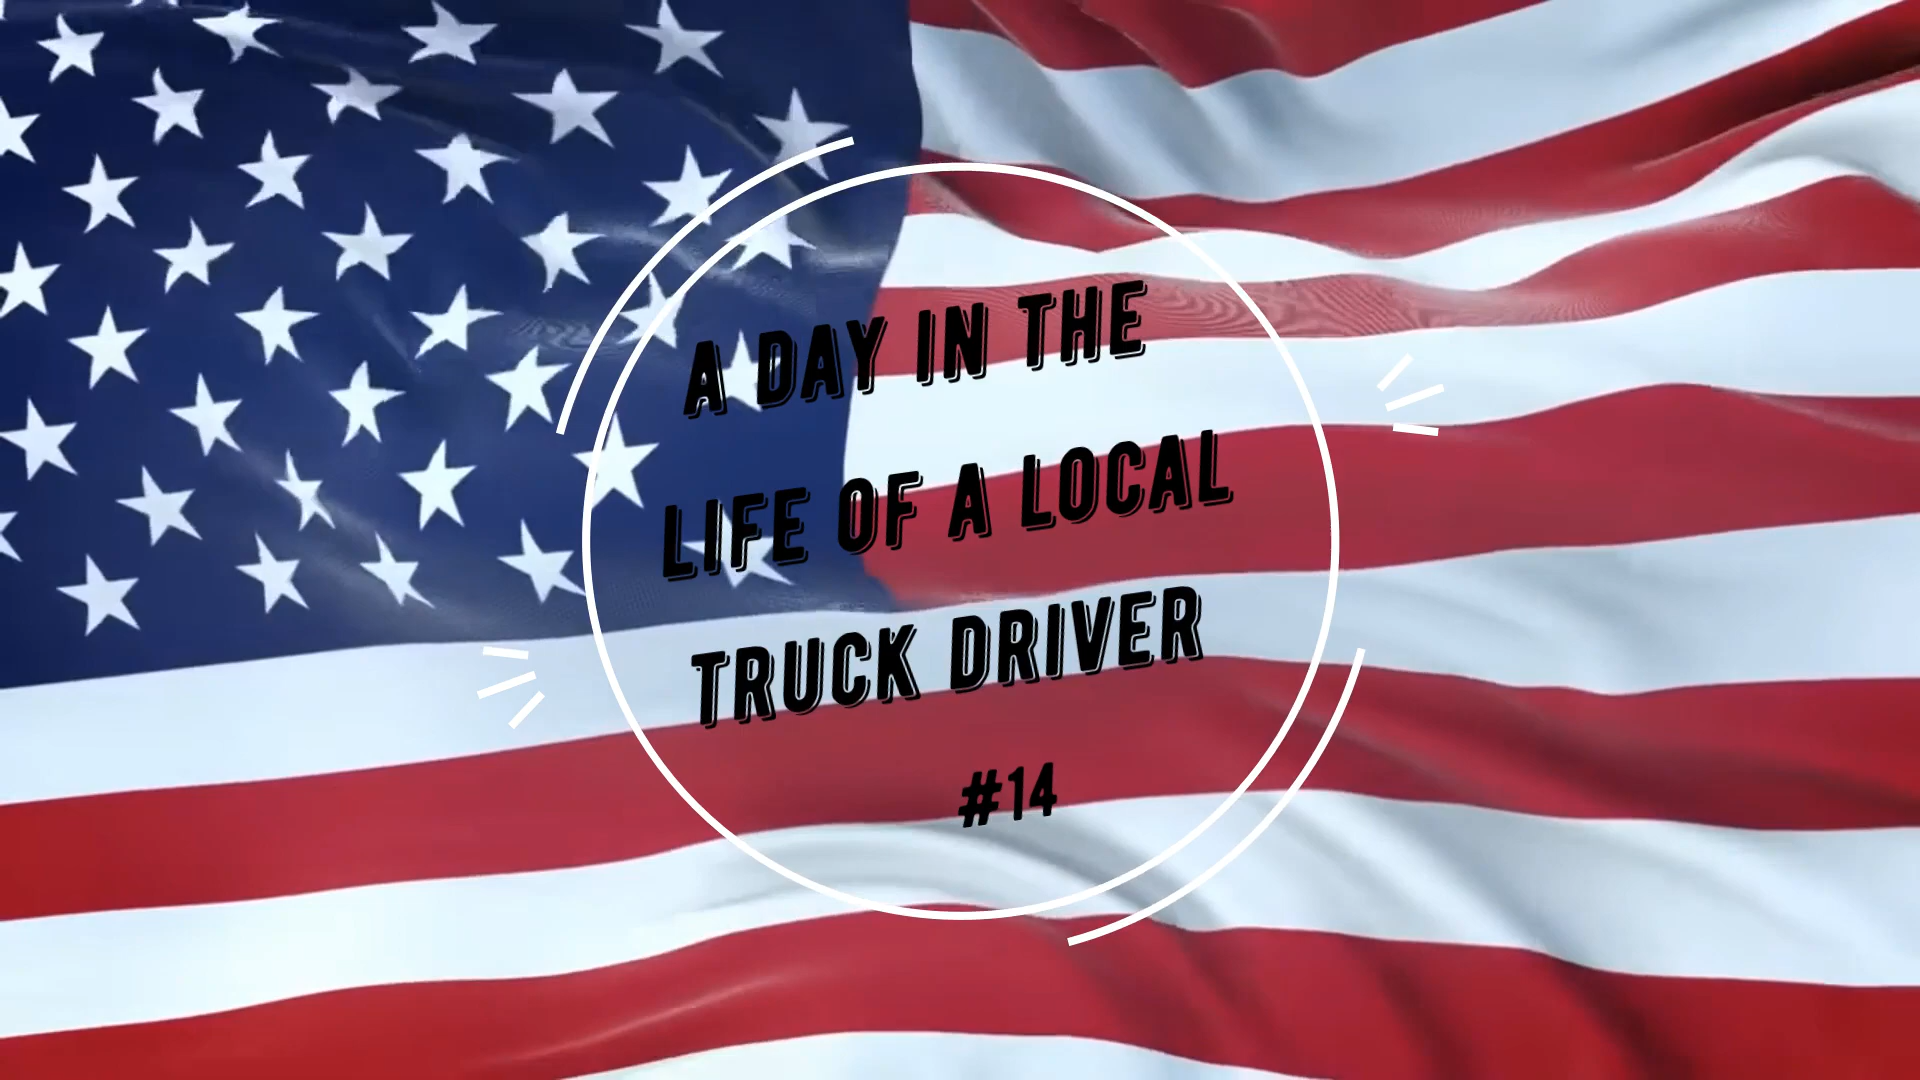 A DAY IN THE
LIFE OF A LOCAL
TRUCK DRIVER
#14